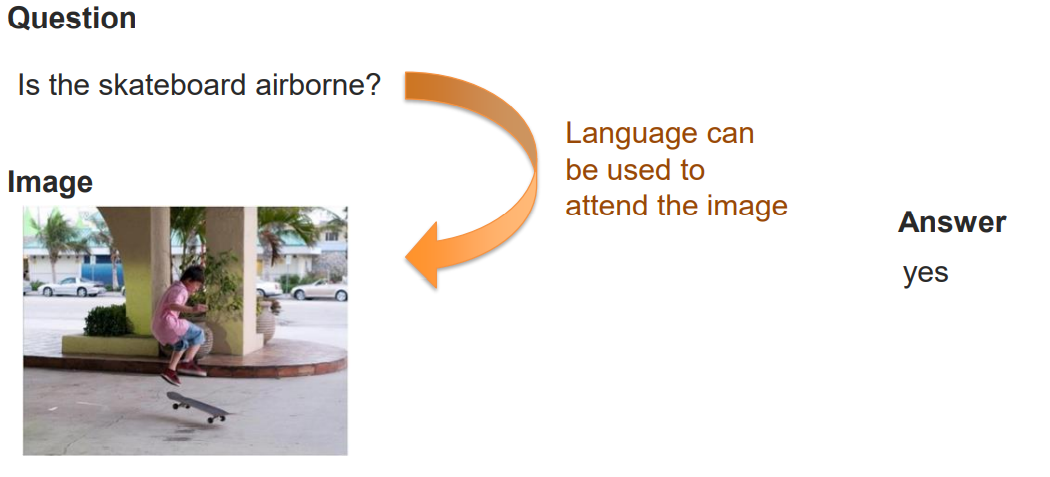 Question
Is the skateboard airborne?
Language can
be used to
attend the image
Image
Answer
yes